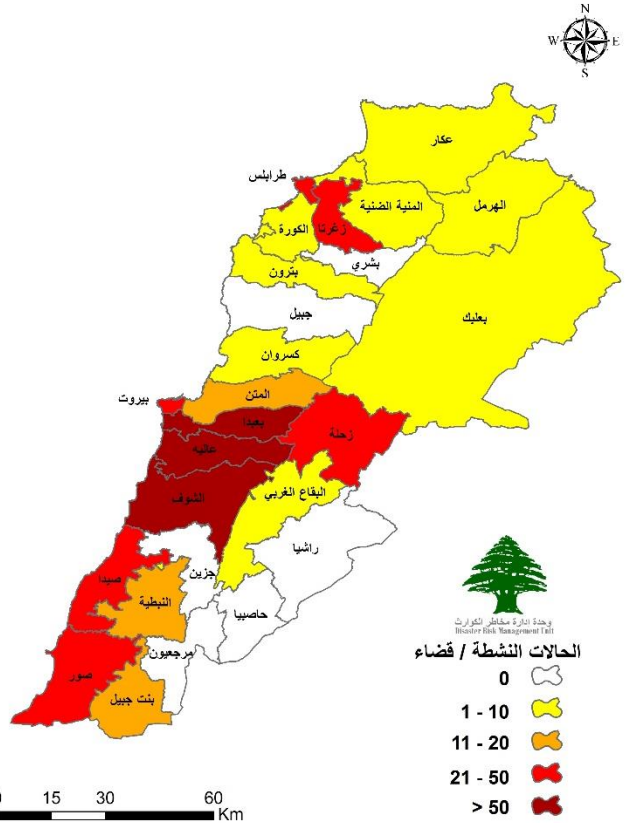 N
W E
S
عكار
طرابلس
المنية الضنية
الهرمل
زغرتا
الكورة
بشري
بترون
جبيل
بعلبك
كسروان
المتن
بيروت
بعبدا
زحلة
عاليه
البقاع الغربي
الشوف
راشيا
جزين
صيدا
النبطية
حاصبيا
مرجعيون
صور
بنت جبيل
وحدة ادارة مخاطر الكوارث
Disaster Risk Management Unit
الحالات النشطة / قضاء
0
1 - 10
11 - 20
21 - 50
> 50
0 15 30 60
Km